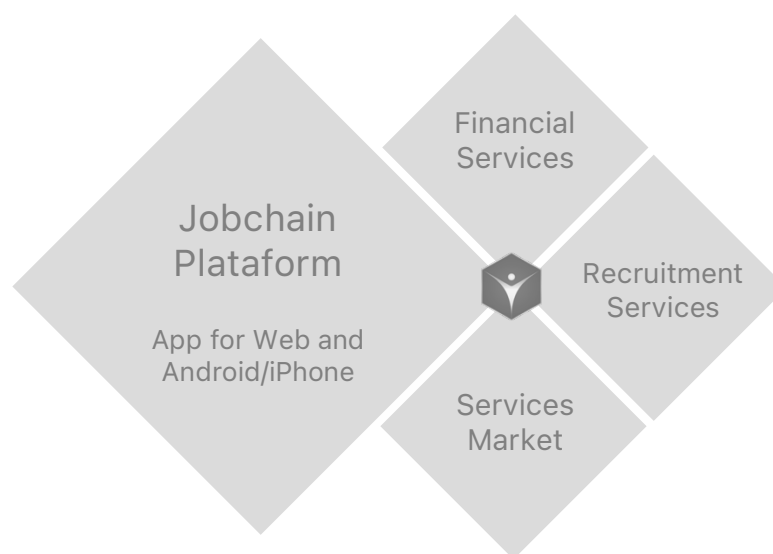 Jobchain
Plataform
App for Web and
Android/iPhone
Financial
Services
Recruitment
Services
Services
Market